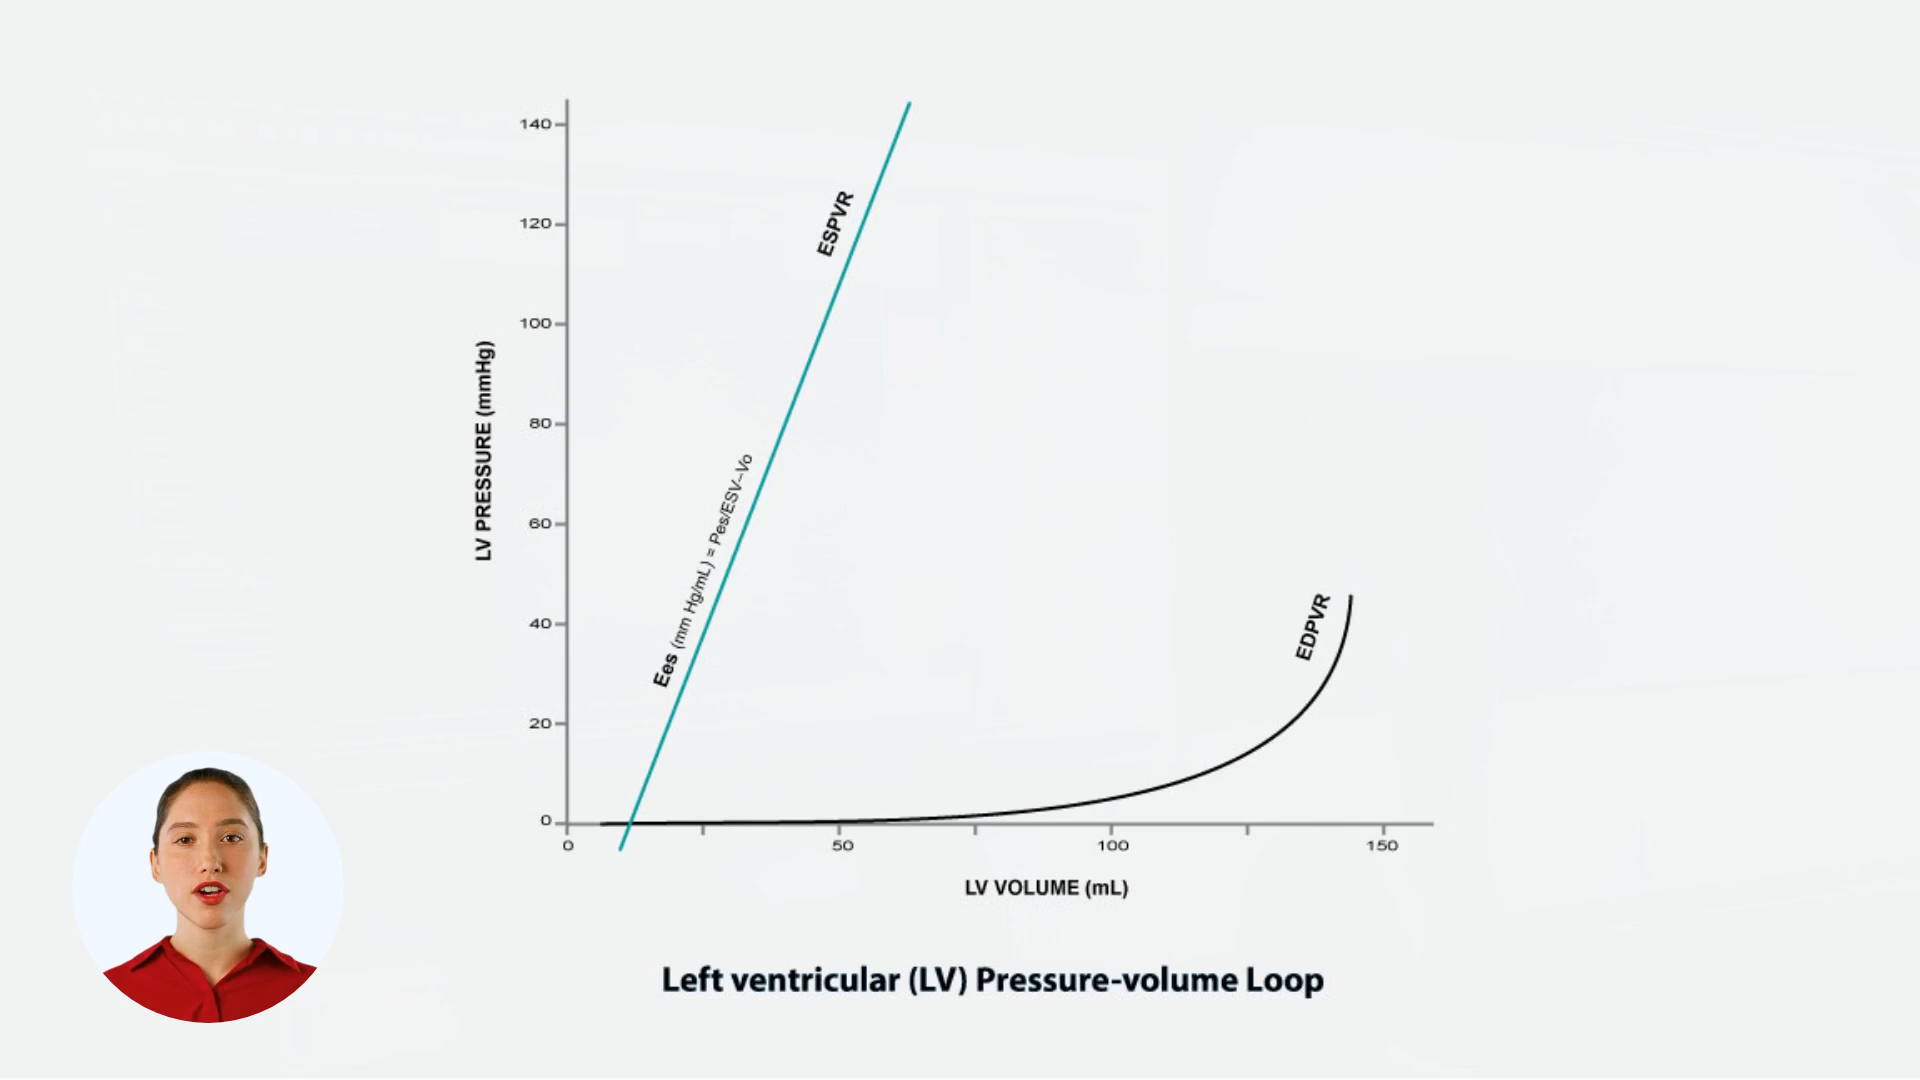 140
120
100
80
60
40
20
0
LV PRESSURE (mmHg)
ESPVR
Ees (mm Hg/mL) = Pes/ESV–Vo
EDPVR
0
50
100
150
LV VOLUME (mL)
Left ventricular (LV) Pressure-volume Loop